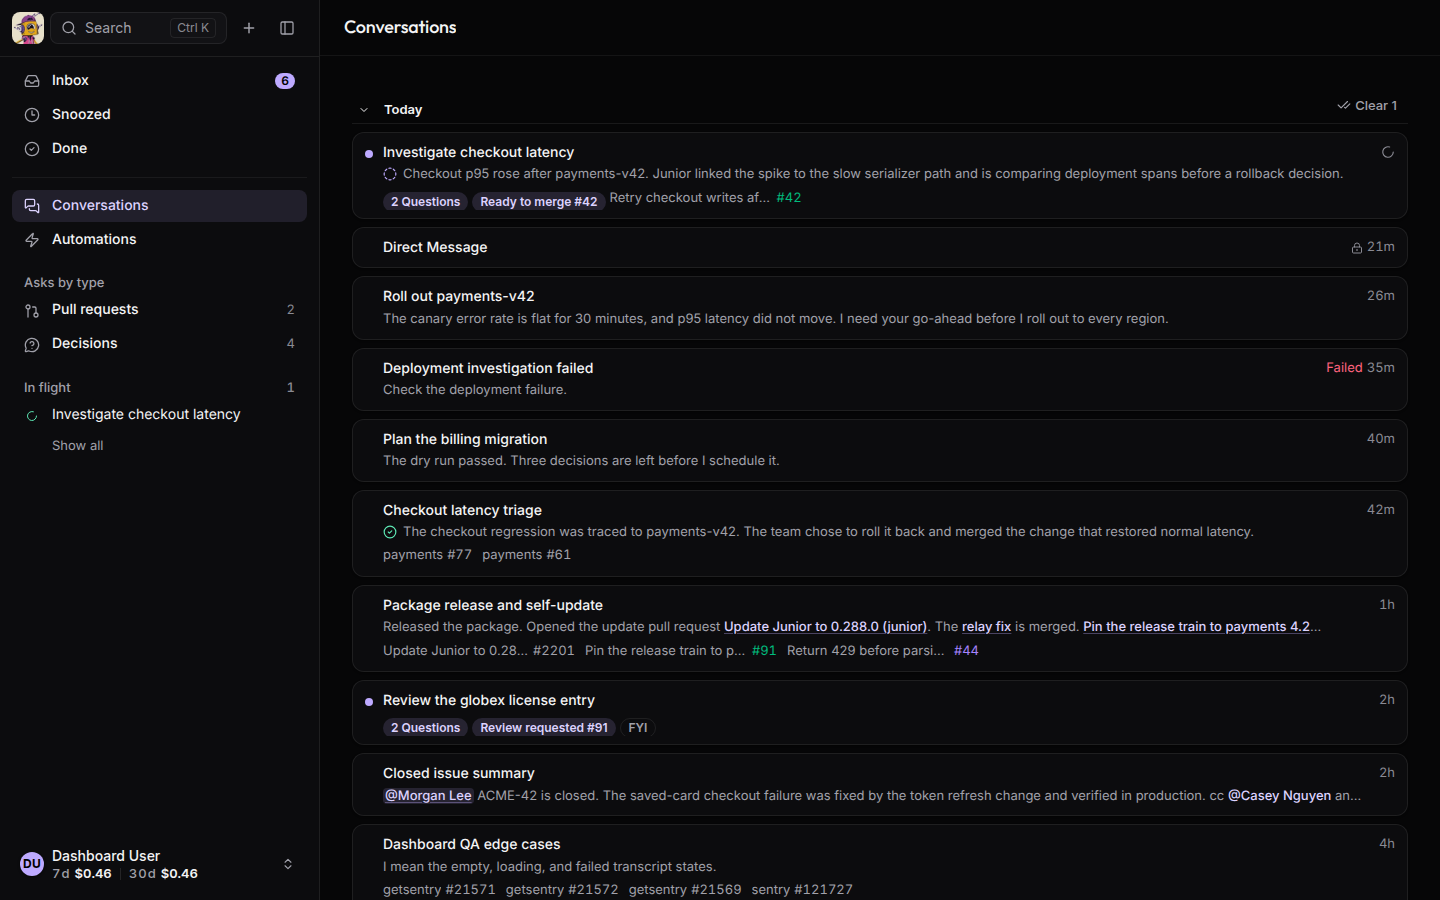 Search Ctrl K
Conversations
Inbox 6
Snoozed
Done
Conversations
Automations
Asks by type
Pull requests 2
Decisions 4
In flight 1
Investigate checkout latency
Show all
Dashboard User
DU
7d $0.46 30d $0.46
Today
Clear 1
Investigate checkout latency
Checkout p95 rose after payments-v42. Junior linked the spike to the slow serializer path and is comparing deployment spans before a rollback decision.
2 Questions Ready to merge #42 Retry checkout writes af... #42
Direct Message 21m
Roll out payments-v42 26m
The canary error rate is flat for 30 minutes, and p95 latency did not move. I need your go-ahead before I roll out to every region.
Deployment investigation failed Failed 35m
Check the deployment failure.
Plan the billing migration 40m
The dry run passed. Three decisions are left before I schedule it.
Checkout latency triage 42m
The checkout regression was traced to payments-v42. The team chose to roll it back and merged the change that restored normal latency.
payments #77 payments #61
Package release and self-update 1h
Released the package. Opened the update pull request Update Junior to 0.288.0 (junior). The relay fix is merged. Pin the release train to payments 4.2...
Update Junior to 0.28... #2201 Pin the release train to p... #91 Return 429 before parsi... #44
Review the globex license entry 2h
2 Questions Review requested #91 FYI
Closed issue summary 2h
@Morgan Lee ACME-42 is closed. The saved-card checkout failure was fixed by the token refresh change and verified in production. cc @Casey Nguyen an...
Dashboard QA edge cases 4h
I mean the empty, loading, and failed transcript states.
getsentry #21571 getsentry #21572 getsentry #21569 sentry #121727